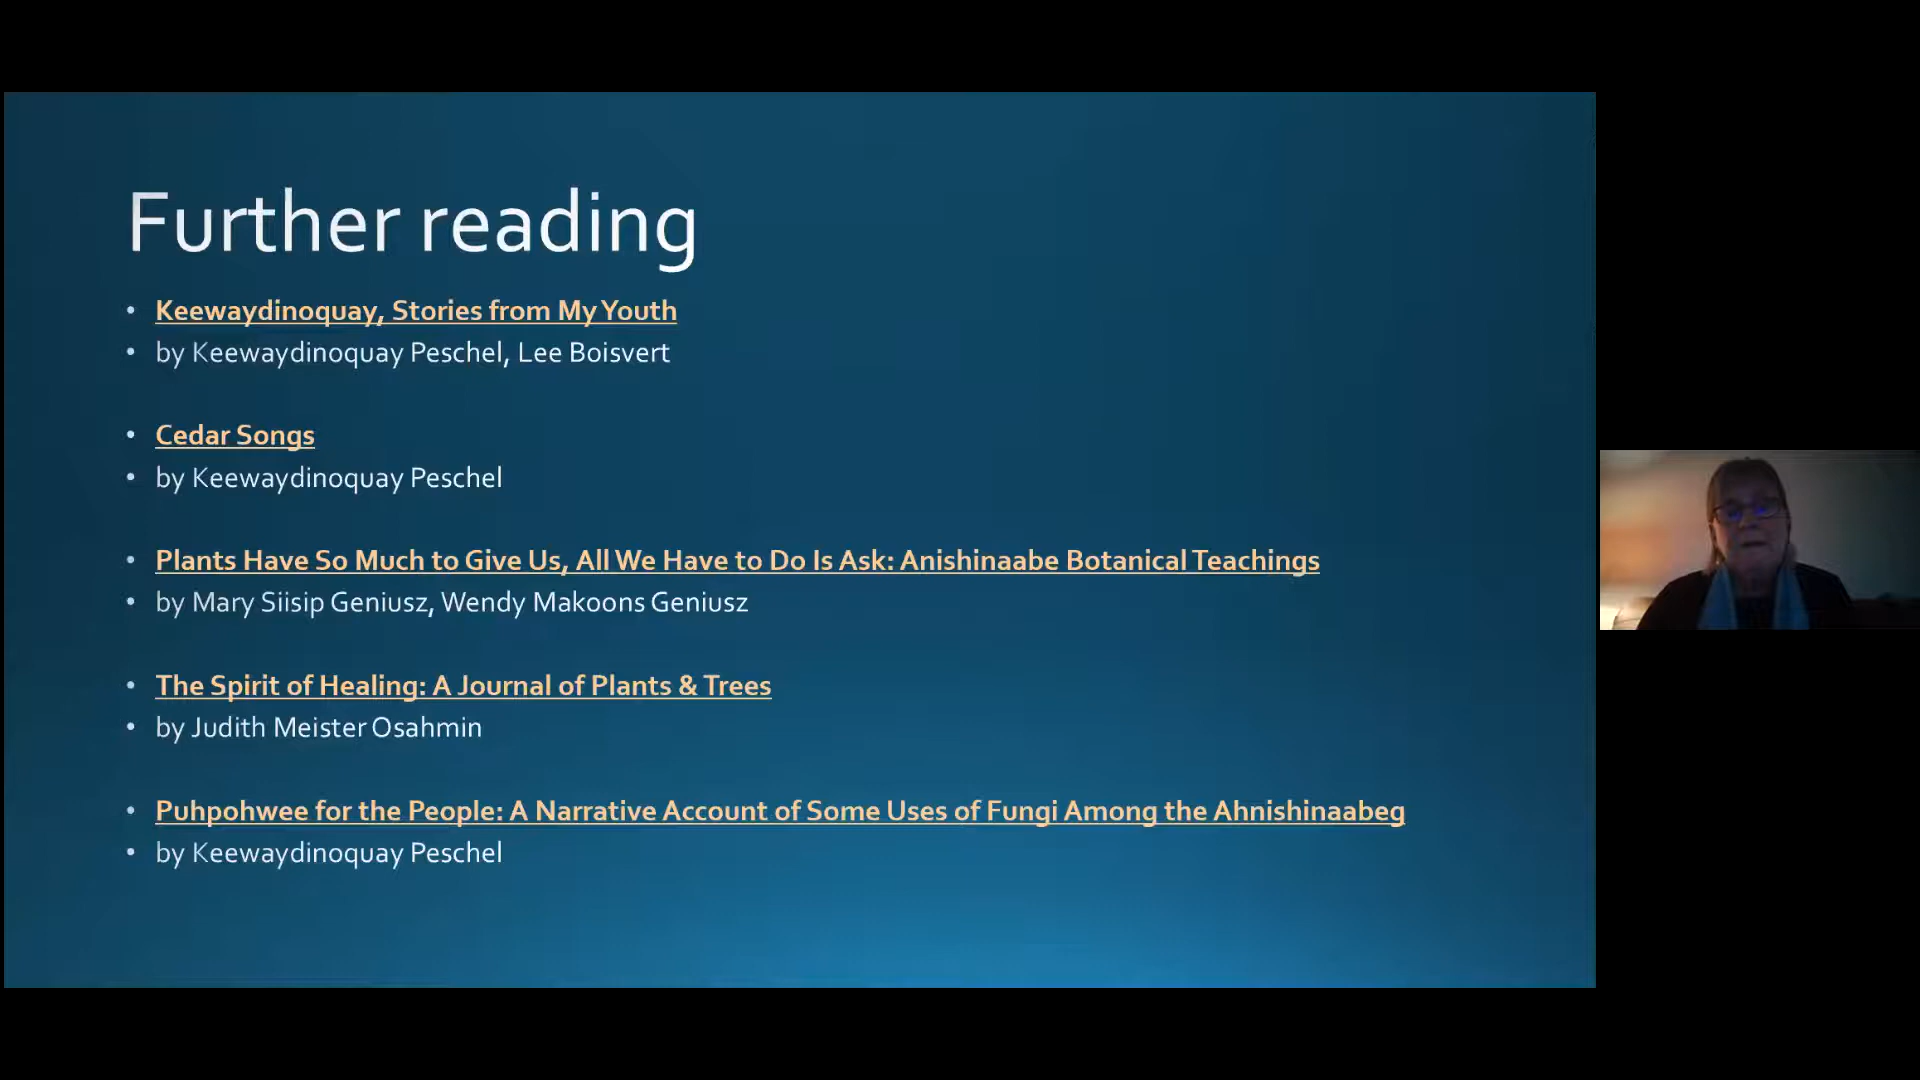 Further reading
• Keewaydinoquay, Stories from My Youth
• by Keewaydinoquay Peschel, Lee Boisvert
• Cedar Songs
• by Keewaydinoquay Peschel
• Plants Have So Much to Give Us, All We Have to Do Is Ask: Anishinaabe Botanical Teachings
• by Mary Siisip Geniusz, Wendy Makoons Geniusz
• The Spirit of Healing: A Journal of Plants & Trees
• by Judith Meister Osahmin
• Puhpohwee for the People: A Narrative Account of Some Uses of Fungi Among the Ahnishinaabeg
• by Keewaydinoquay Peschel